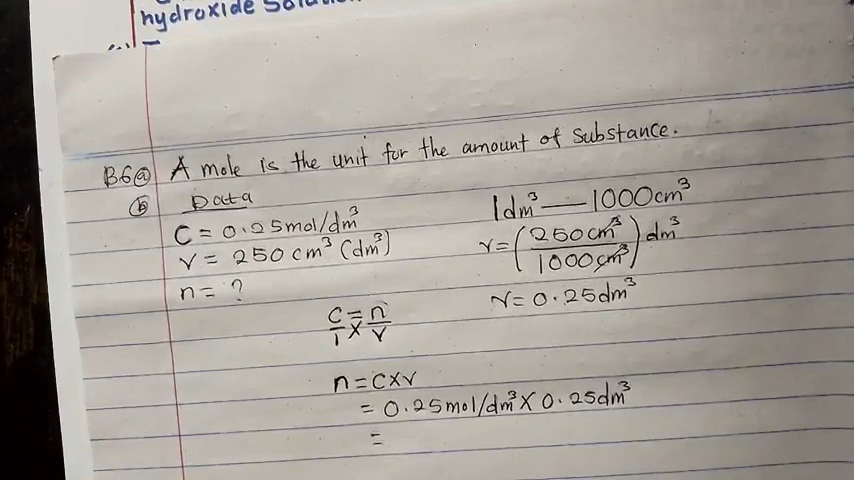 hydroxide
B6ⓐ A mole is the unit for the amount of substance.
ⓑ Data
C = 0.25mol/dm³
v = 250 cm³ (dm³)
n = ?
1dm³ — 1000cm³
v = (250cm³/1000cm³) dm³
v = 0.25dm³
C/1 = n/v
n = C×v
= 0.25mol/dm³ × 0.25dm³
=